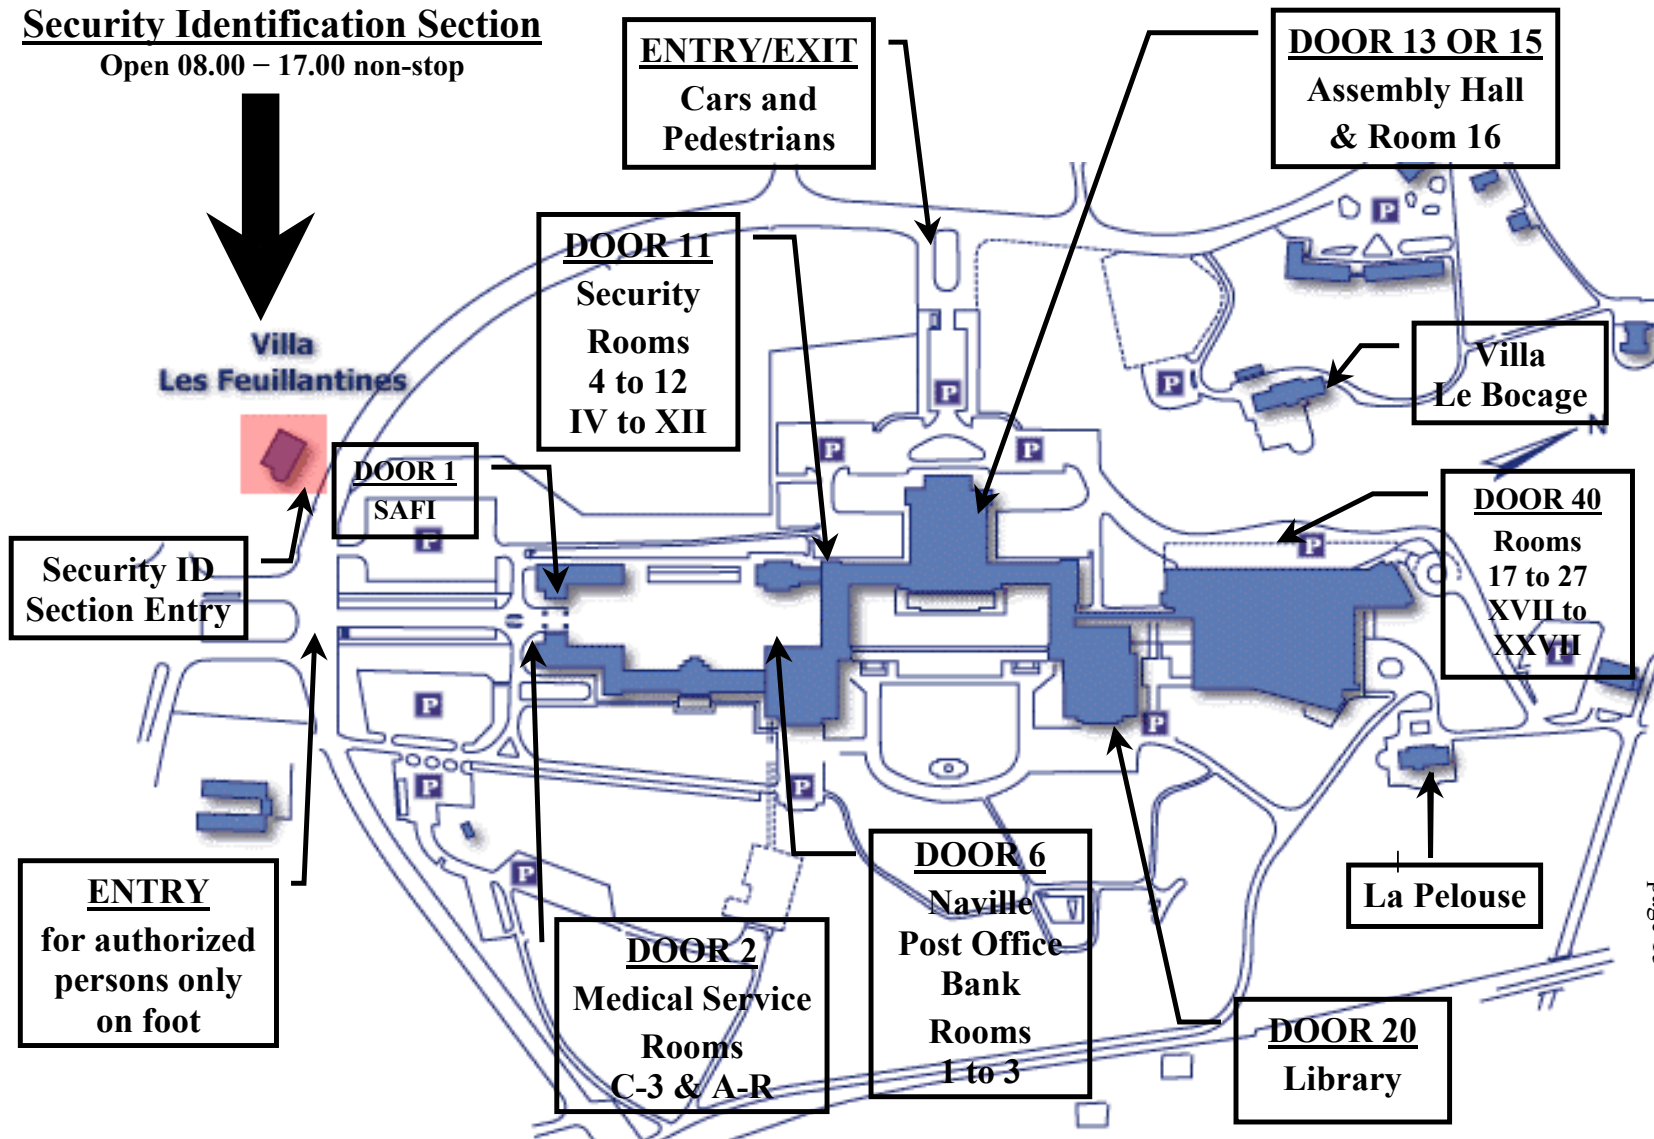 Security Identification Section
Open 08.00 – 17.00 non-stop
ENTRY/EXIT
Cars and
Pedestrians
DOOR 13 OR 15
Assembly Hall
& Room 16
DOOR 11
Security
Rooms
4 to 12
IV to XII
Villa
Les Feuillantines
Villa
Le Bocage
N
DOOR 1
SAFI
DOOR 40
Rooms
17 to 27
XVII to
XXVII
Security ID
Section Entry
P
P
P
P
P
P
P
P
P
P
P
P
P
ENTRY
for authorized
persons only
on foot
DOOR 2
Medical Service
Rooms
C-3 & A-R
DOOR 6
Naville
Post Office
Bank
Rooms
1 to 3
La Pelouse
DOOR 20
Library